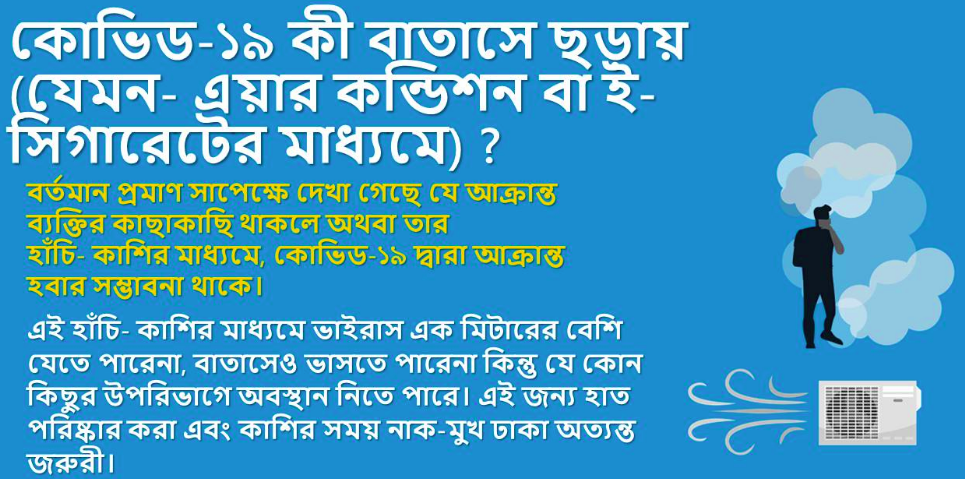 কোভিড-১৯ কী বাতাসে ছড়ায়
(যেমন- এয়ার কন্ডিশন বা ই-
সিগারেটের মাধ্যমে) ?
বর্তমান প্রমাণ সাপেক্ষে দেখা গেছে যে আক্রান্ত
ব্যক্তির কাছাকাছি থাকলে অথবা তার
হাঁচি- কাশির মাধ্যমে, কোভিড-১৯ দ্বারা আক্রান্ত
হবার সম্ভাবনা থাকে।
এই হাঁচি- কাশির মাধ্যমে ভাইরাস এক মিটারের বেশি
যেতে পারেনা, বাতাসেও ভাসতে পারেনা কিন্তু যে কোন
কিছুর উপরিভাগে অবস্থান নিতে পারে। এই জন্য হাত
পরিষ্কার করা এবং কাশির সময় নাক-মুখ ঢাকা অত্যন্ত
জরুরী।